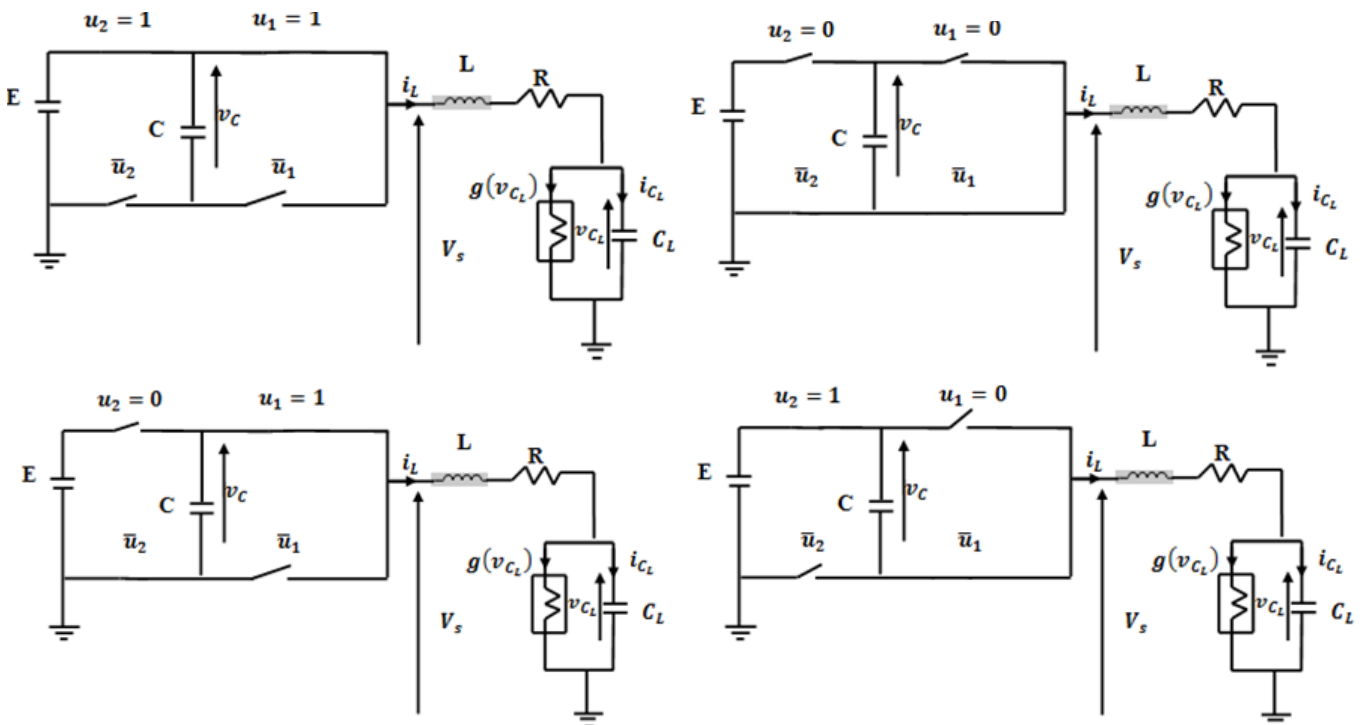 u₂ = 1 u₁ = 1
L
R
i_L
E
C
v_C
ū₂ ū₁
g(v_{C_L})
i_{C_L}
v_{C_L}
C_L
V_s
u₂ = 0 u₁ = 0
L
R
i_L
E
C
v_C
ū₂ ū₁
g(v_{C_L})
i_{C_L}
v_{C_L}
C_L
V_s
u₂ = 0 u₁ = 1
L
R
i_L
E
C
v_C
ū₂ ū₁
g(v_{C_L})
i_{C_L}
v_{C_L}
C_L
V_s
u₂ = 1 u₁ = 0
L
R
i_L
E
C
v_C
ū₂ ū₁
g(v_{C_L})
i_{C_L}
v_{C_L}
C_L
V_s